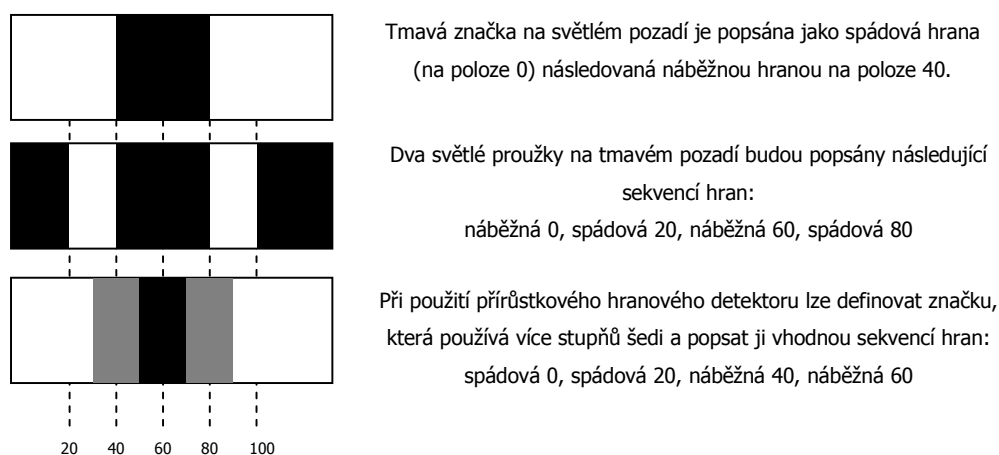 Tmavá značka na světlém pozadí je popsána jako spádová hrana
(na poloze 0) následovaná náběžnou hranou na poloze 40.
Dva světlé proužky na tmavém pozadí budou popsány následující
sekvencí hran:
náběžná 0, spádová 20, náběžná 60, spádová 80
Při použití přírůstkového hranového detektoru lze definovat značku,
která používá více stupňů šedi a popsat ji vhodnou sekvencí hran:
spádová 0, spádová 20, náběžná 40, náběžná 60
20 40 60 80 100